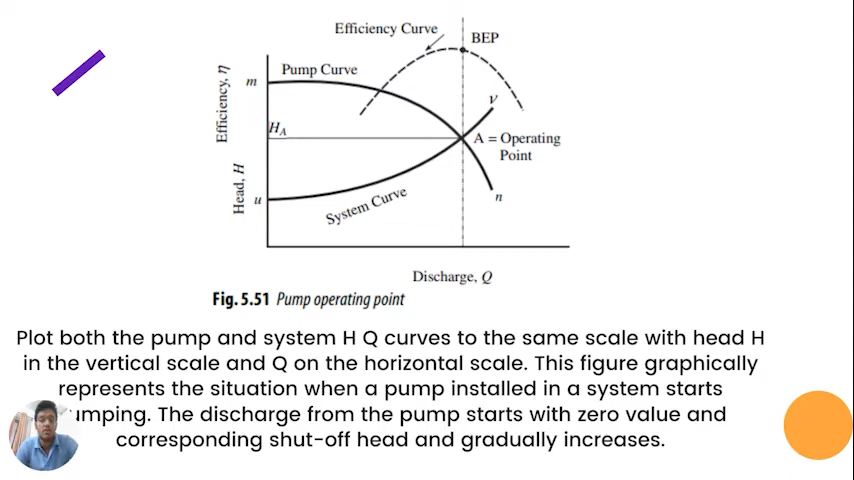 Efficiency Curve
BEP
Pump Curve
Efficiency, η
m
v
H_A
A = Operating
Point
Head, H
u
System Curve
n
Discharge, Q
Fig. 5.51 Pump operating point
Plot both the pump and system H Q curves to the same scale with head H
in the vertical scale and Q on the horizontal scale. This figure graphically
represents the situation when a pump installed in a system starts
umping. The discharge from the pump starts with zero value and
corresponding shut-off head and gradually increases.